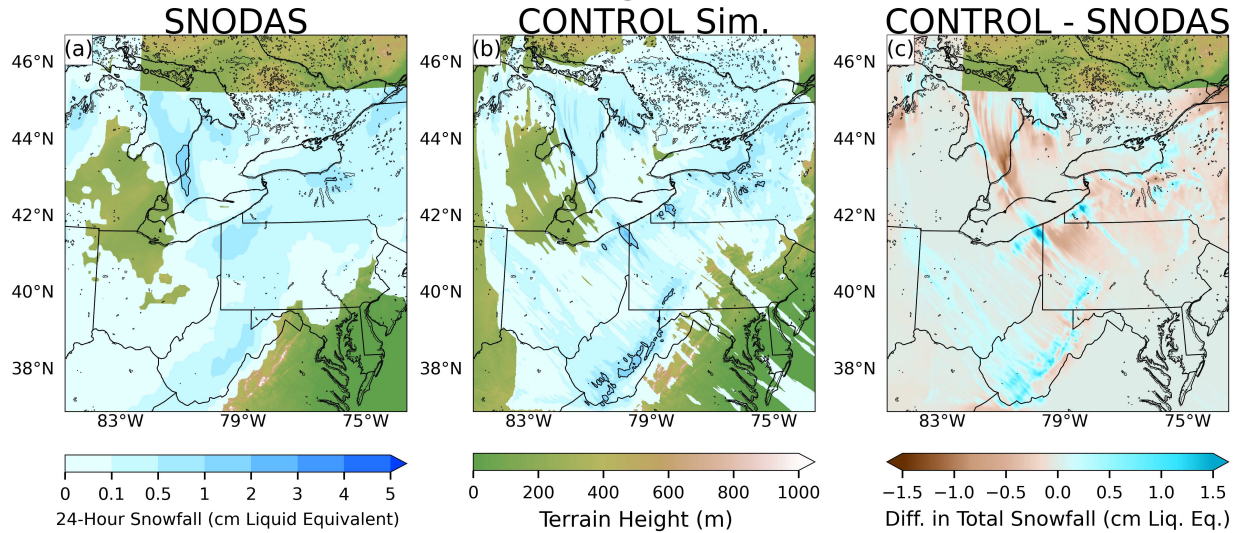 SNODAS
CONTROL Sim.
CONTROL - SNODAS
(a)
(b)
(c)
46°N
44°N
42°N
40°N
38°N
83°W
79°W
75°W
46°N
44°N
42°N
40°N
38°N
83°W
79°W
75°W
46°N
44°N
42°N
40°N
38°N
83°W
79°W
75°W
0 0.1 0.5 1 2 3 4 5
24-Hour Snowfall (cm Liquid Equivalent)
0 200 400 600 800 1000
Terrain Height (m)
−1.5 −1.0 −0.5 0.0 0.5 1.0 1.5
Diff. in Total Snowfall (cm Liq. Eq.)